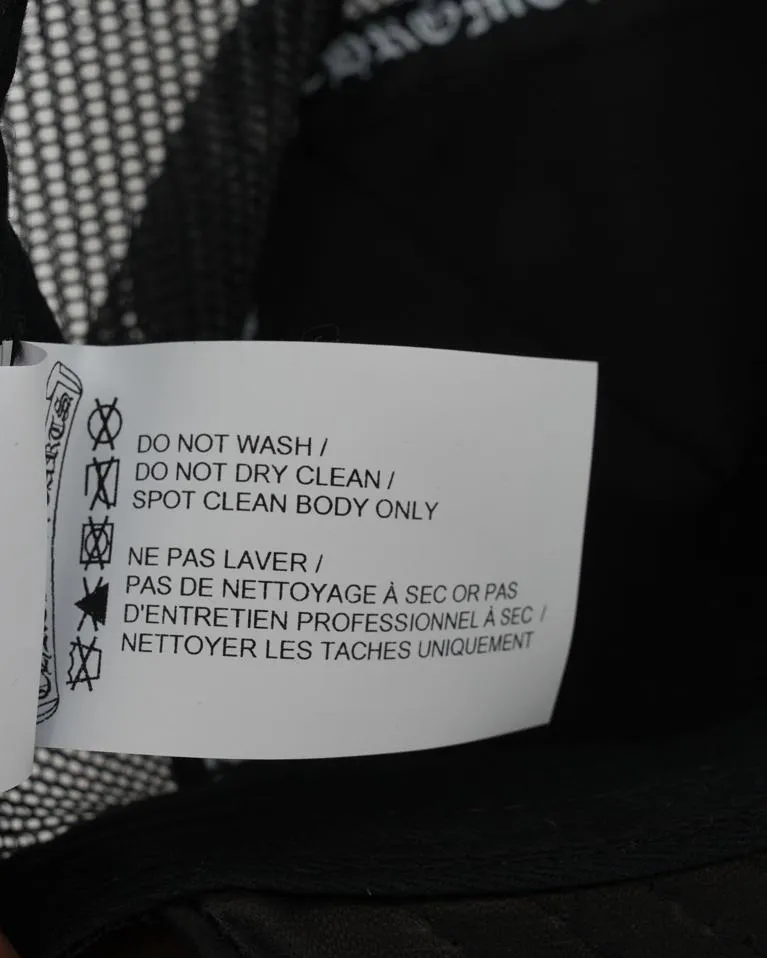 DO NOT WASH /
DO NOT DRY CLEAN /
SPOT CLEAN BODY ONLY
NE PAS LAVER /
PAS DE NETTOYAGE À SEC OR PAS
D'ENTRETIEN PROFESSIONNEL À SEC /
NETTOYER LES TACHES UNIQUEMENT